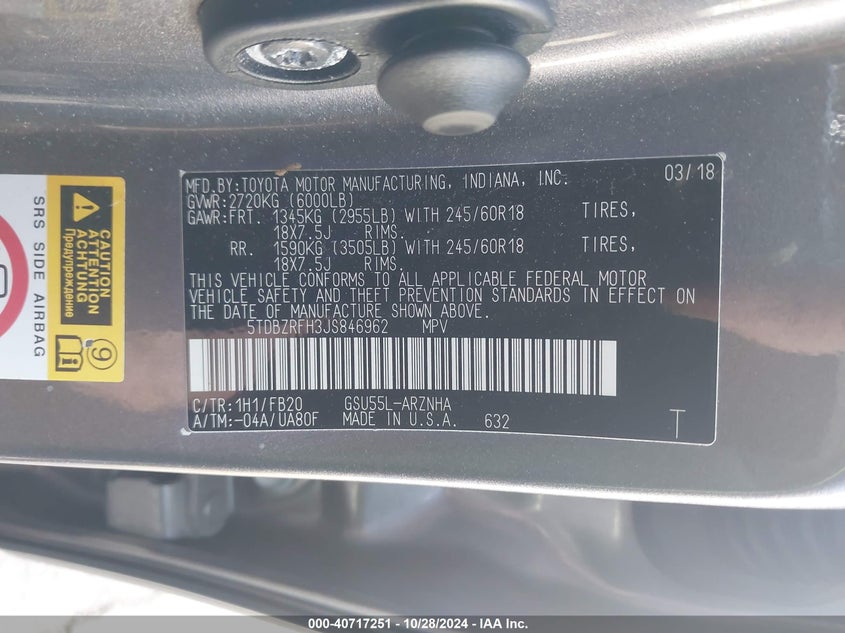 MFD.BY:TOYOTA MOTOR MANUFACTURING, INDIANA, INC. 03/18
GVWR:2720KG (6000LB)
GAWR:FRT. 1345KG (2955LB) WITH 245/60R18 TIRES,
18X7.5J RIMS.
RR. 1590KG (3505LB) WITH 245/60R18 TIRES,
18X7.5J RIMS.
THIS VEHICLE CONFORMS TO ALL APPLICABLE FEDERAL MOTOR
VEHICLE SAFETY AND THEFT PREVENTION STANDARDS IN EFFECT ON
THE DATE OF MANUFACTURE SHOWN ABOVE.
5TDBZRFH3JS846962 MPV
C/TR:1H1/FB20 GSU55L-ARZNHA
A/TM:-04A/UA80F MADE IN U.S.A. 632 T
SRS SIDE AIRBAG
CAUTION
ATTENTION
ACHTUNG
Предупреждение
9
000-40717251 - 10/28/2024 - IAA Inc.